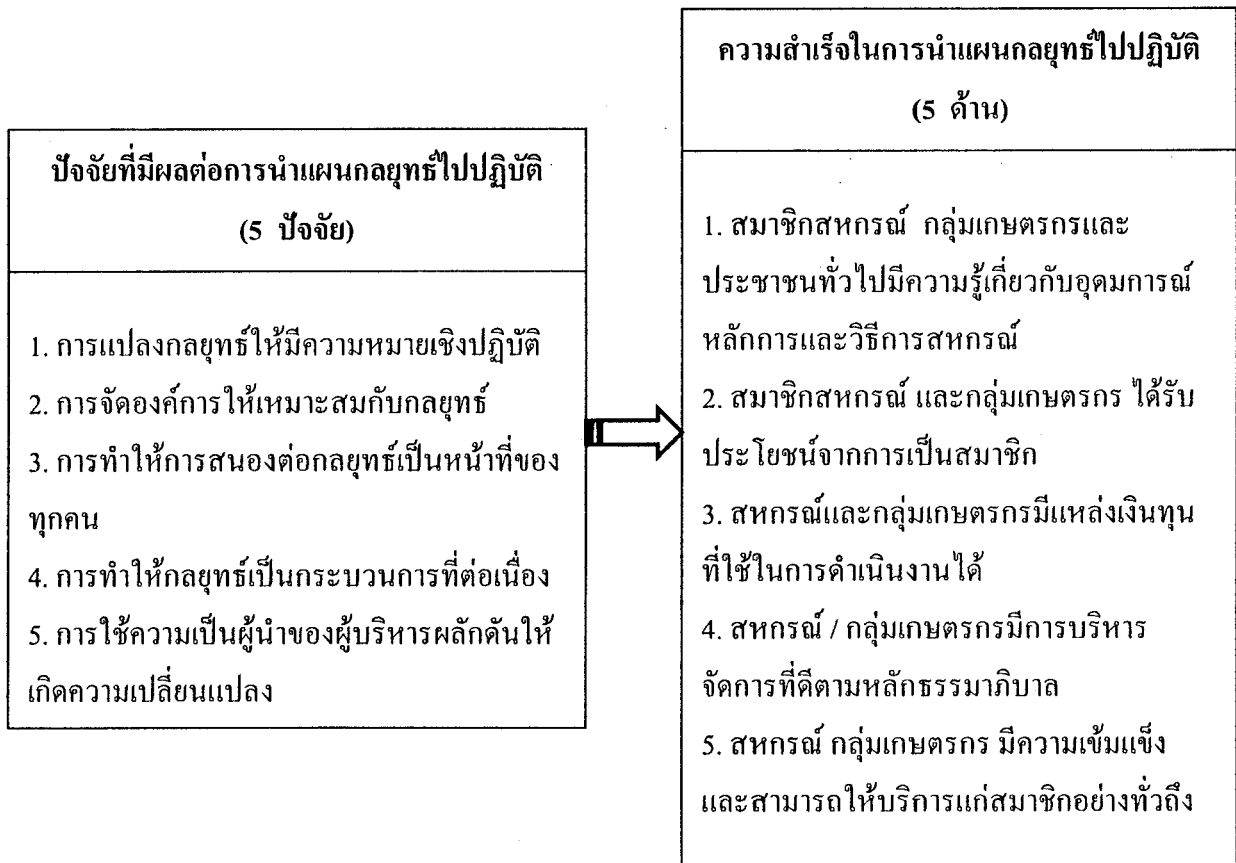 ปัจจัยที่มีผลต่อการนำแผนกลยุทธ์ไปปฏิบัติ
(5 ปัจจัย)
1. การแปลงกลยุทธ์ให้มีความหมายเชิงปฏิบัติ
2. การจัดองค์การให้เหมาะสมกับกลยุทธ์
3. การทำให้การสนองต่อกลยุทธ์เป็นหน้าที่ของ
ทุกคน
4. การทำให้กลยุทธ์เป็นกระบวนการที่ต่อเนื่อง
5. การใช้ความเป็นผู้นำของผู้บริหารผลักดันให้
เกิดความเปลี่ยนแปลง
ความสำเร็จในการนำแผนกลยุทธ์ไปปฏิบัติ
(5 ด้าน)
1. สมาชิกสหกรณ์ กลุ่มเกษตรกรและ
ประชาชนทั่วไปมีความรู้เกี่ยวกับอุดมการณ์
หลักการและวิธีการสหกรณ์
2. สมาชิกสหกรณ์ และกลุ่มเกษตรกร ได้รับ
ประโยชน์จากการเป็นสมาชิก
3. สหกรณ์และกลุ่มเกษตรกรมีแหล่งเงินทุน
ที่ใช้ในการดำเนินงานได้
4. สหกรณ์ / กลุ่มเกษตรกรมีการบริหาร
จัดการที่ดีตามหลักธรรมาภิบาล
5. สหกรณ์ กลุ่มเกษตรกร มีความเข้มแข็ง
และสามารถให้บริการแก่สมาชิกอย่างทั่วถึง